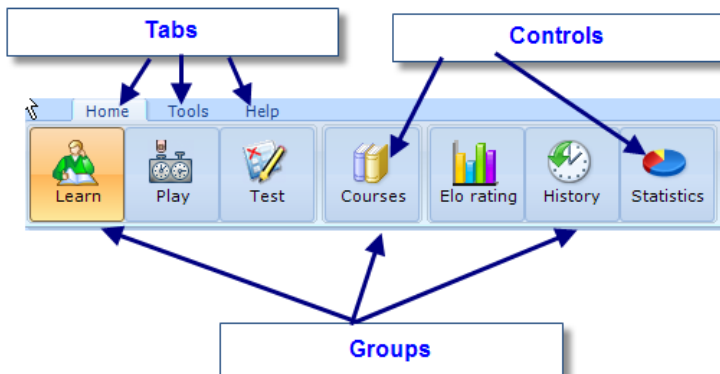 Tabs
Controls
Home Tools Help
Learn Play Test Courses Elo rating History Statistics
Groups